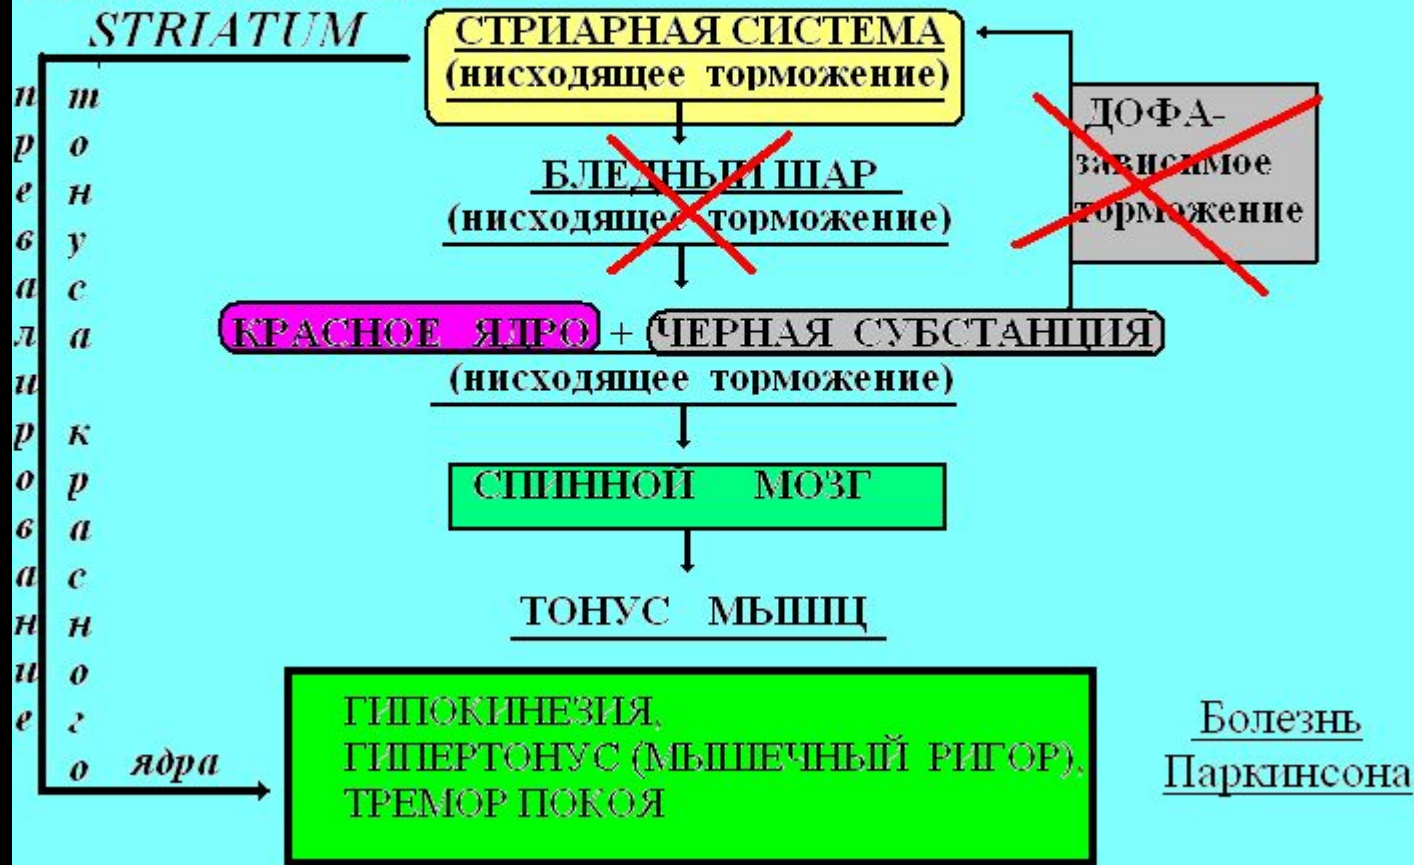 STRIATUM
СТРИАРНАЯ СИСТЕМА
(нисходящее торможение)
ДОФА-
зависимое
торможение
БЛЕДНЫЙ ШАР
(нисходящее торможение)
КРАСНОЕ ЯДРО + ЧЕРНАЯ СУБСТАНЦИЯ
(нисходящее торможение)
СПИННОЙ МОЗГ
ТОНУС МЫШЦ
превалирование
тонуса красного
ядра
ГИПОКИНЕЗИЯ,
ГИПЕРТОНУС (МЫШЕЧНЫЙ РИГОР),
ТРЕМОР ПОКОЯ
Болезнь
Паркинсона